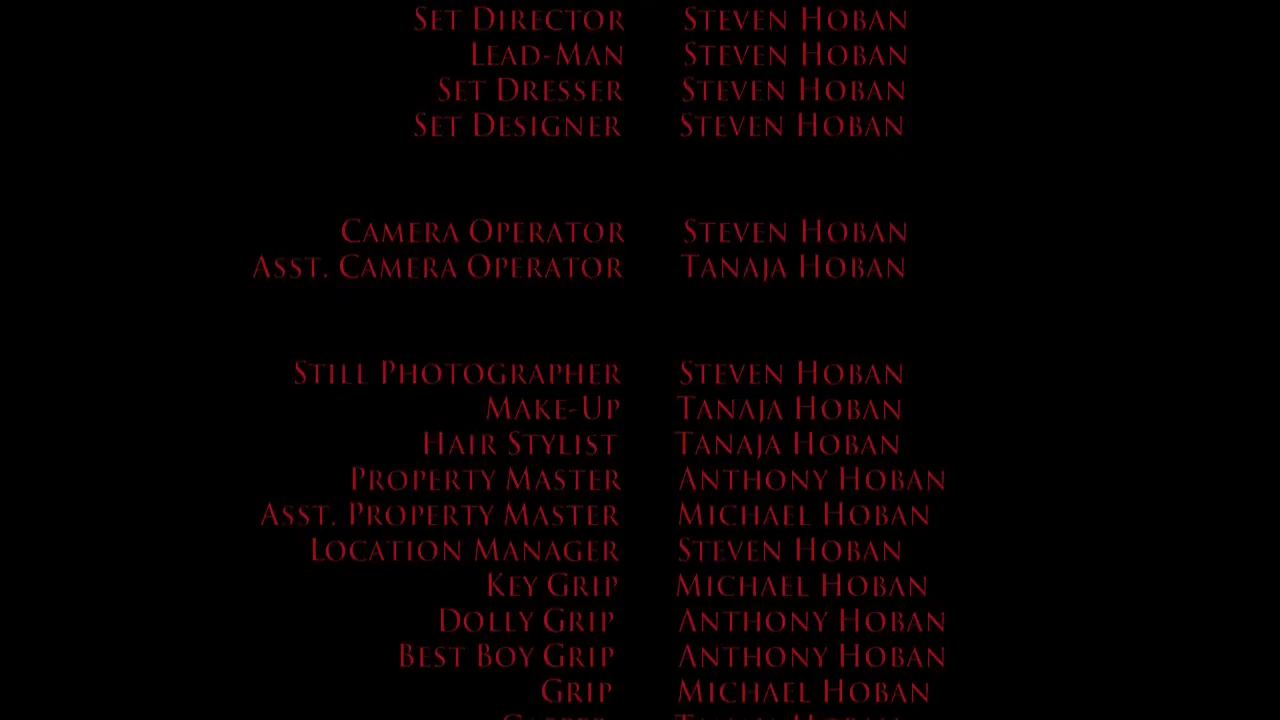 SET DIRECTOR STEVEN HOBAN
LEAD-MAN STEVEN HOBAN
SET DRESSER STEVEN HOBAN
SET DESIGNER STEVEN HOBAN
CAMERA OPERATOR STEVEN HOBAN
ASST. CAMERA OPERATOR TANAJA HOBAN
STILL PHOTOGRAPHER STEVEN HOBAN
MAKE-UP TANAJA HOBAN
HAIR STYLIST TANAJA HOBAN
PROPERTY MASTER ANTHONY HOBAN
ASST. PROPERTY MASTER MICHAEL HOBAN
LOCATION MANAGER STEVEN HOBAN
KEY GRIP MICHAEL HOBAN
DOLLY GRIP ANTHONY HOBAN
BEST BOY GRIP ANTHONY HOBAN
GRIP MICHAEL HOBAN